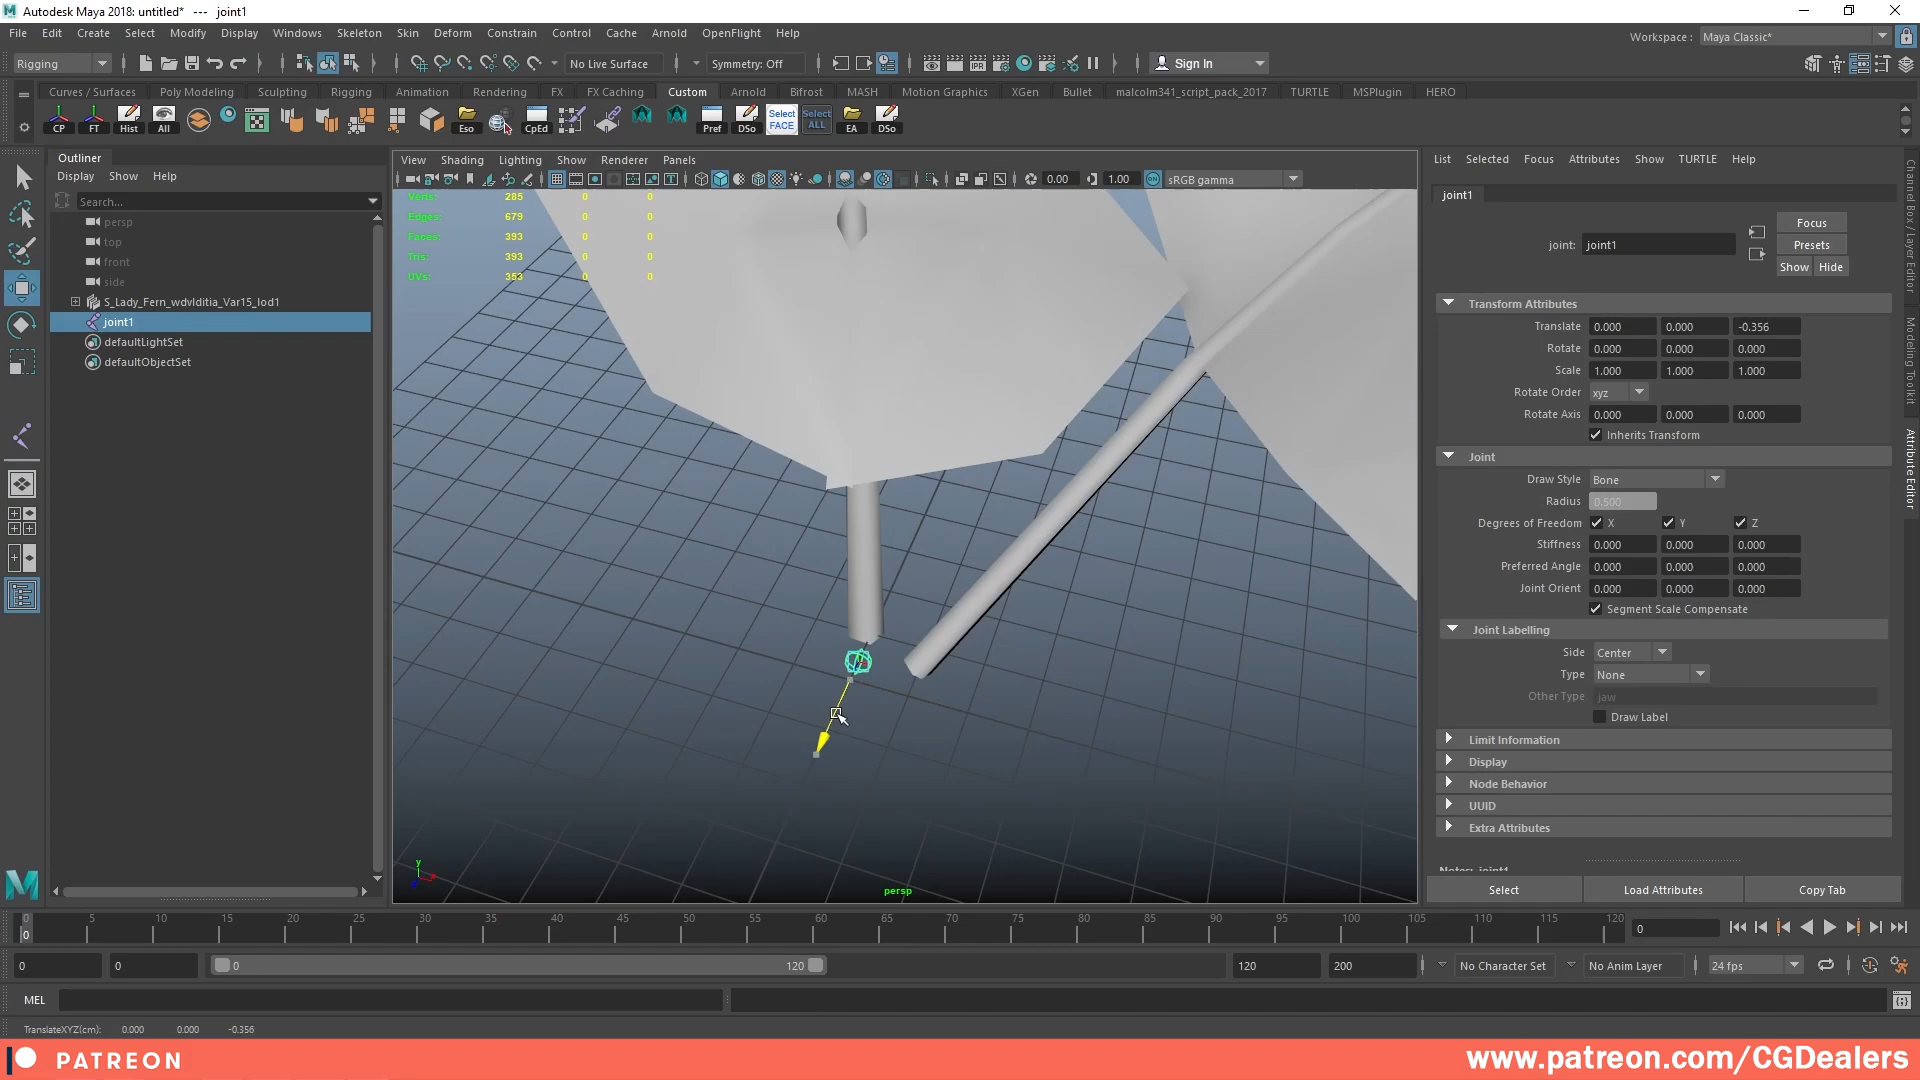 Autodesk Maya 2018: untitled* --- joint1
File Edit Create Select Modify Display Windows Skeleton Skin Deform Constrain Control Cache Arnold OpenFlight Help
Workspace : Maya Classic*
Rigging
No Live Surface
Symmetry: Off
Sign In
Curves / Surfaces Poly Modeling Sculpting Rigging Animation Rendering FX FX Caching Custom Arnold Bifrost MASH Motion Graphics XGen Bullet malcolm341_script_pack_2017 TURTLE MSPlugin HERO
CP FT Hist All Eso CpEd Pref DSo Select FACE Select ALL EA DSo
Outliner
Display Show Help
Search...
persp
top
front
side
S_Lady_Fern_wdvlditia_Var15_lod1
joint1
defaultLightSet
defaultObjectSet
View Shading Lighting Show Renderer Panels
0.00 1.00 sRGB gamma
Verts: 285 0 0
Edges: 679 0 0
Faces: 393 0 0
Tris: 393 0 0
UVs: 353 0 0
y
persp
List Selected Focus Attributes Show TURTLE Help
joint1
joint: joint1
Focus
Presets
Show Hide
Transform Attributes
Translate 0.000 0.000 -0.356
Rotate 0.000 0.000 0.000
Scale 1.000 1.000 1.000
Rotate Order xyz
Rotate Axis 0.000 0.000 0.000
Inherits Transform
Joint
Draw Style Bone
Radius 0.500
Degrees of Freedom X Y Z
Stiffness 0.000 0.000 0.000
Preferred Angle 0.000 0.000 0.000
Joint Orient 0.000 0.000 0.000
Segment Scale Compensate
Joint Labelling
Side Center
Type None
Other Type jaw
Draw Label
Limit Information
Display
Node Behavior
UUID
Extra Attributes
Notes: joint1
Select Load Attributes Copy Tab
Channel Box / Layer Editor
Modeling Toolkit
Attribute Editor
0 5 10 15 20 25 30 35 40 45 50 55 60 65 70 75 80 85 90 95 100 105 110 115 120
0
0
0 0 0 120 120 200 No Character Set No Anim Layer 24 fps
MEL
TranslateXYZ(cm): 0.000 0.000 -0.356
PATREON
www.patreon.com/CGDealers